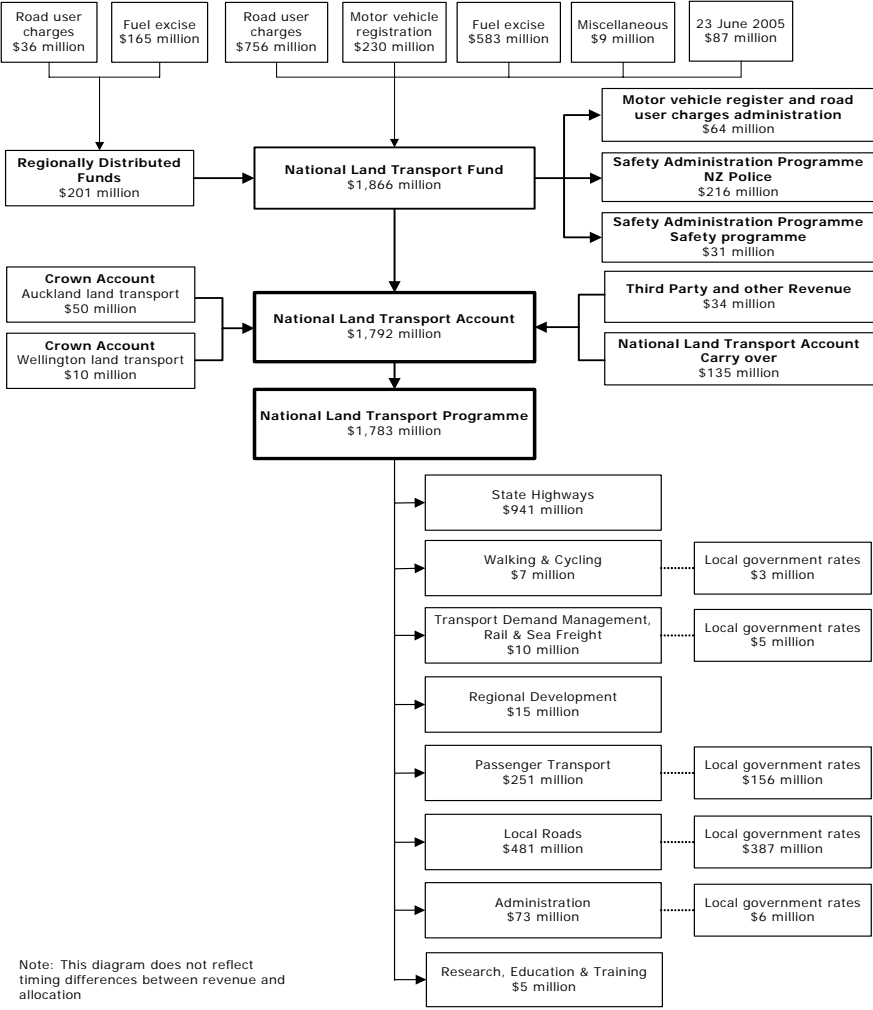 Road user
charges
$36 million
Fuel excise
$165 million
Road user
charges
$756 million
Motor vehicle
registration
$230 million
Fuel excise
$583 million
Miscellaneous
$9 million
23 June 2005
$87 million
Motor vehicle register and road
user charges administration
$64 million
Regionally Distributed
Funds
$201 million
National Land Transport Fund
$1,866 million
Safety Administration Programme
NZ Police
$216 million
Safety Administration Programme
Safety programme
$31 million
Crown Account
Auckland land transport
$50 million
Crown Account
Wellington land transport
$10 million
National Land Transport Account
$1,792 million
Third Party and other Revenue
$34 million
National Land Transport Account
Carry over
$135 million
National Land Transport Programme
$1,783 million
State Highways
$941 million
Walking & Cycling
$7 million
Local government rates
$3 million
Transport Demand Management,
Rail & Sea Freight
$10 million
Local government rates
$5 million
Regional Development
$15 million
Passenger Transport
$251 million
Local government rates
$156 million
Local Roads
$481 million
Local government rates
$387 million
Administration
$73 million
Local government rates
$6 million
Research, Education & Training
$5 million
Note: This diagram does not reflect
timing differences between revenue and
allocation